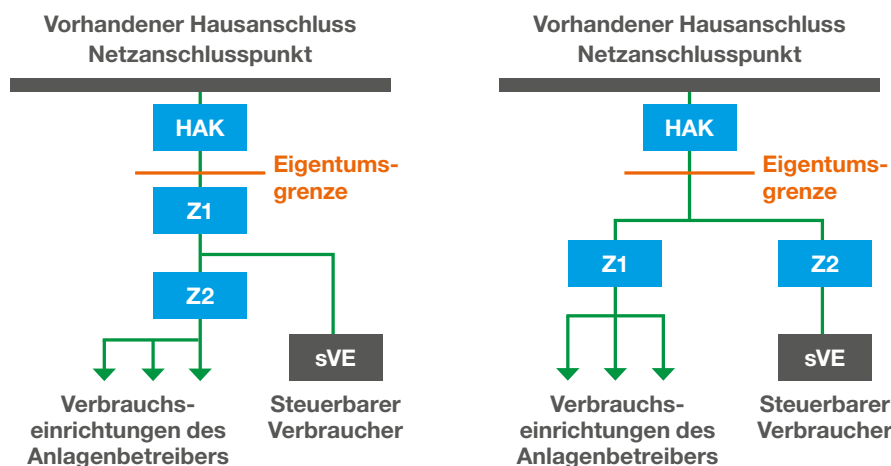 Vorhandener Hausanschluss
Netzanschlusspunkt
HAK
Eigentums-
grenze
Z1
Z2
sVE
Verbrauchs-
einrichtungen des
Anlagenbetreibers
Steuerbarer
Verbraucher
Vorhandener Hausanschluss
Netzanschlusspunkt
HAK
Eigentums-
grenze
Z1
Z2
sVE
Verbrauchs-
einrichtungen des
Anlagenbetreibers
Steuerbarer
Verbraucher